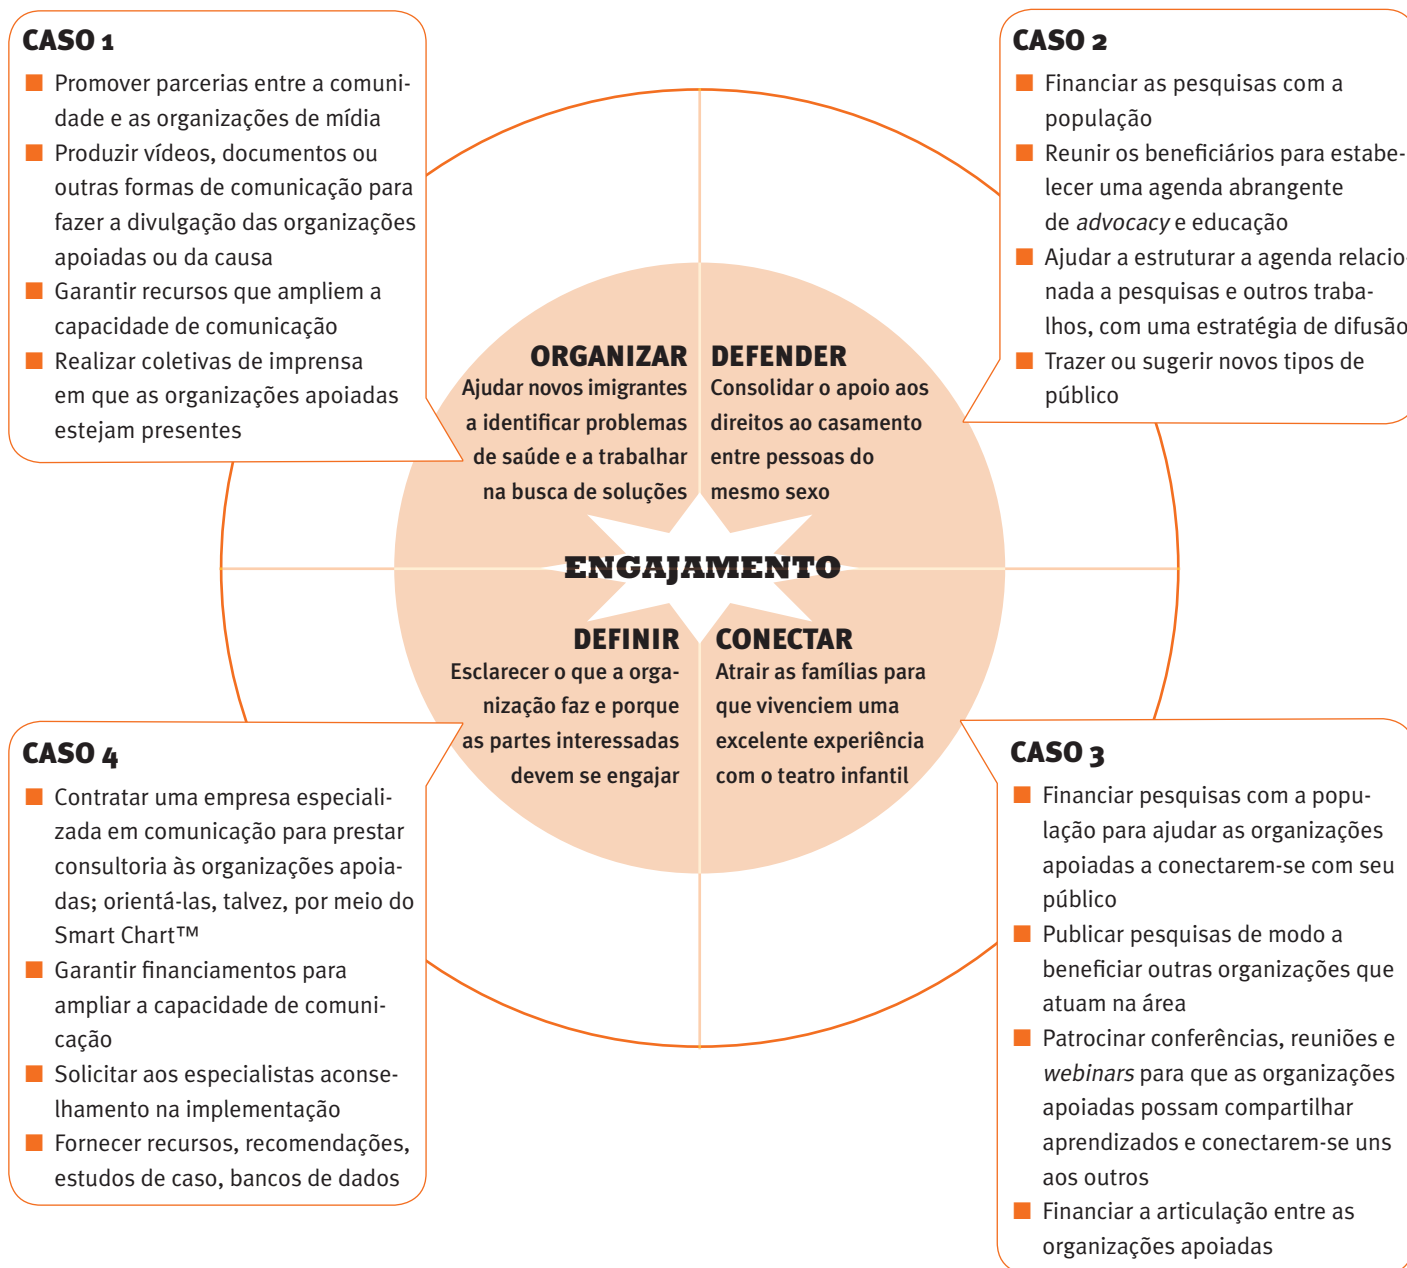 CASO 1
Promover parcerias entre a comuni-
dade e as organizações de mídia
Produzir vídeos, documentos ou
outras formas de comunicação para
fazer a divulgação das organizações
apoiadas ou da causa
Garantir recursos que ampliem a
capacidade de comunicação
Realizar coletivas de imprensa
em que as organizações apoiadas
estejam presentes
CASO 2
Financiar as pesquisas com a
população
Reunir os beneficiários para estabe-
lecer uma agenda abrangente
de advocacy e educação
Ajudar a estruturar a agenda relacio-
nada a pesquisas e outros traba-
lhos, com uma estratégia de difusão
Trazer ou sugerir novos tipos de
público
ORGANIZAR
Ajudar novos imigrantes
a identificar problemas
de saúde e a trabalhar
na busca de soluções
DEFENDER
Consolidar o apoio aos
direitos ao casamento
entre pessoas do
mesmo sexo
ENGAJAMENTO
DEFINIR
Esclarecer o que a orga-
nização faz e porque
as partes interessadas
devem se engajar
CONECTAR
Atrair as famílias para
que vivenciem uma
excelente experiência
com o teatro infantil
CASO 4
Contratar uma empresa especiali-
zada em comunicação para prestar
consultoria às organizações apoia-
das; orientá-las, talvez, por meio do
Smart Chart™
Garantir financiamentos para
ampliar a capacidade de comuni-
cação
Solicitar aos especialistas aconse-
lhamento na implementação
Fornecer recursos, recomendações,
estudos de caso, bancos de dados
CASO 3
Financiar pesquisas com a popu-
lação para ajudar as organizações
apoiadas a conectarem-se com seu
público
Publicar pesquisas de modo a
beneficiar outras organizações que
atuam na área
Patrocinar conferências, reuniões e
webinars para que as organizações
apoiadas possam compartilhar
aprendizados e conectarem-se uns
aos outros
Financiar a articulação entre as
organizações apoiadas